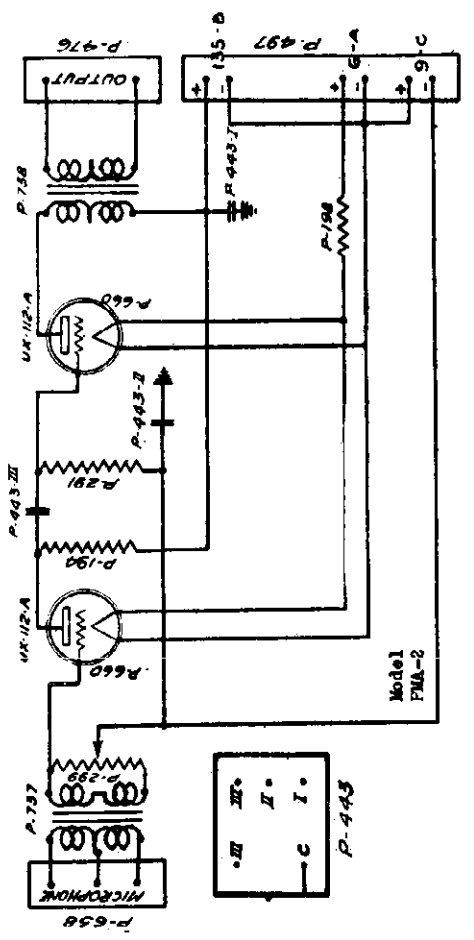 P-658
MICROPHONE
P.737
P-299
UX-112-A
P-660
P-194
P.443-III
P-291
P-443-II
UX-112-A
P-660
P-738
P-443-I
P-198
OUTPUT
P-476
P-497
+
-
135-B
+
-
6-A
+
-
9-C
Model
PMA-2
III
III
II
C
I
P-443